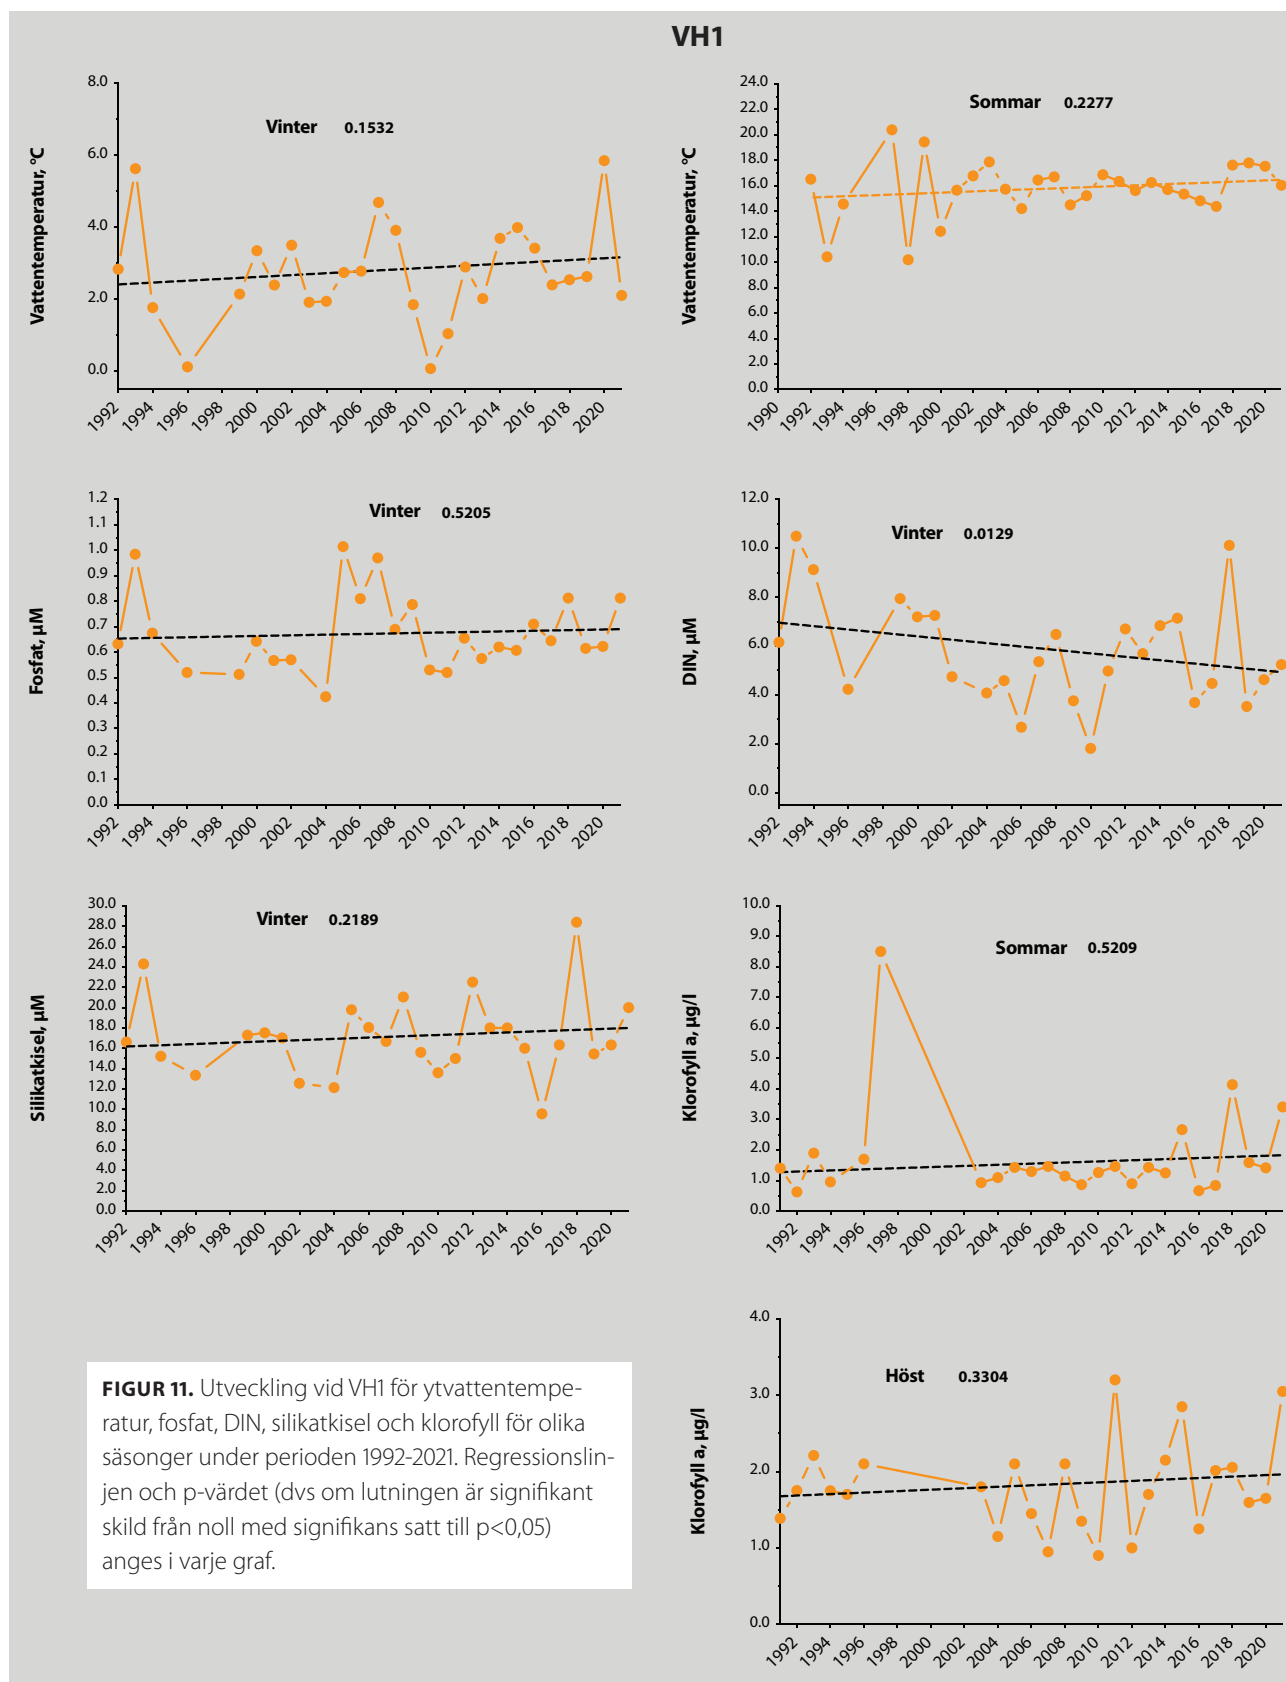 VH1
Vinter 0.1532
Vattentemperatur, °C
8.0
6.0
4.0
2.0
0.0
1992 1994 1996 1998 2000 2002 2004 2006 2008 2010 2012 2014 2016 2018 2020
Sommar 0.2277
Vattentemperatur, °C
24.0
22.0
20.0
18.0
16.0
14.0
12.0
10.0
8.0
6.0
4.0
2.0
0.0
1990 1992 1994 1996 1998 2000 2002 2004 2006 2008 2010 2012 2014 2016 2018 2020
Vinter 0.5205
Fosfat, µM
1.2
1.1
1.0
0.9
0.8
0.7
0.6
0.5
0.4
0.3
0.2
0.1
0.0
1992 1994 1996 1998 2000 2002 2004 2006 2008 2010 2012 2014 2016 2018 2020
Vinter 0.0129
DIN, µM
12.0
10.0
8.0
6.0
4.0
2.0
0.0
1992 1994 1996 1998 2000 2002 2004 2006 2008 2010 2012 2014 2016 2018 2020
Vinter 0.2189
Silikatkisel, µM
30.0
28.0
26.0
24.0
22.0
20.0
18.0
16.0
14.0
12.0
10.0
8.0
6.0
4.0
2.0
0.0
1992 1994 1996 1998 2000 2002 2004 2006 2008 2010 2012 2014 2016 2018 2020
Sommar 0.5209
Klorofyll a, µg/l
10.0
9.0
8.0
7.0
6.0
5.0
4.0
3.0
2.0
1.0
0.0
1992 1994 1996 1998 2000 2002 2004 2006 2008 2010 2012 2014 2016 2018 2020
Höst 0.3304
Klorofyll a, µg/l
4.0
3.0
2.0
1.0
0.0
1992 1994 1996 1998 2000 2002 2004 2006 2008 2010 2012 2014 2016 2018 2020
FIGUR 11. Utveckling vid VH1 för ytvattentempe-
ratur, fosfat, DIN, silikatkisel och klorofyll för olika
säsonger under perioden 1992-2021. Regressionslin-
jen och p-värdet (dvs om lutningen är signifikant
skild från noll med signifikans satt till p<0,05)
anges i varje graf.